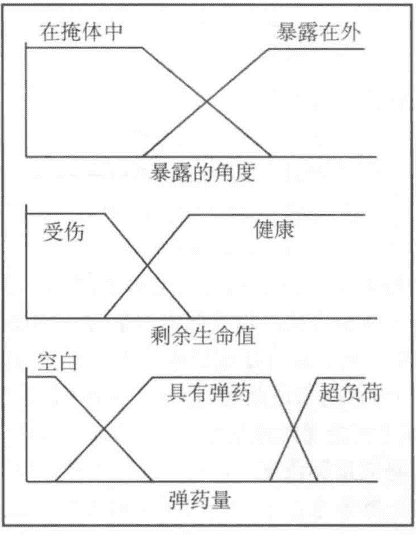 在掩体中 暴露在外
暴露的角度
受伤 健康
剩余生命值
空白
具有弹药 超负荷
弹药量